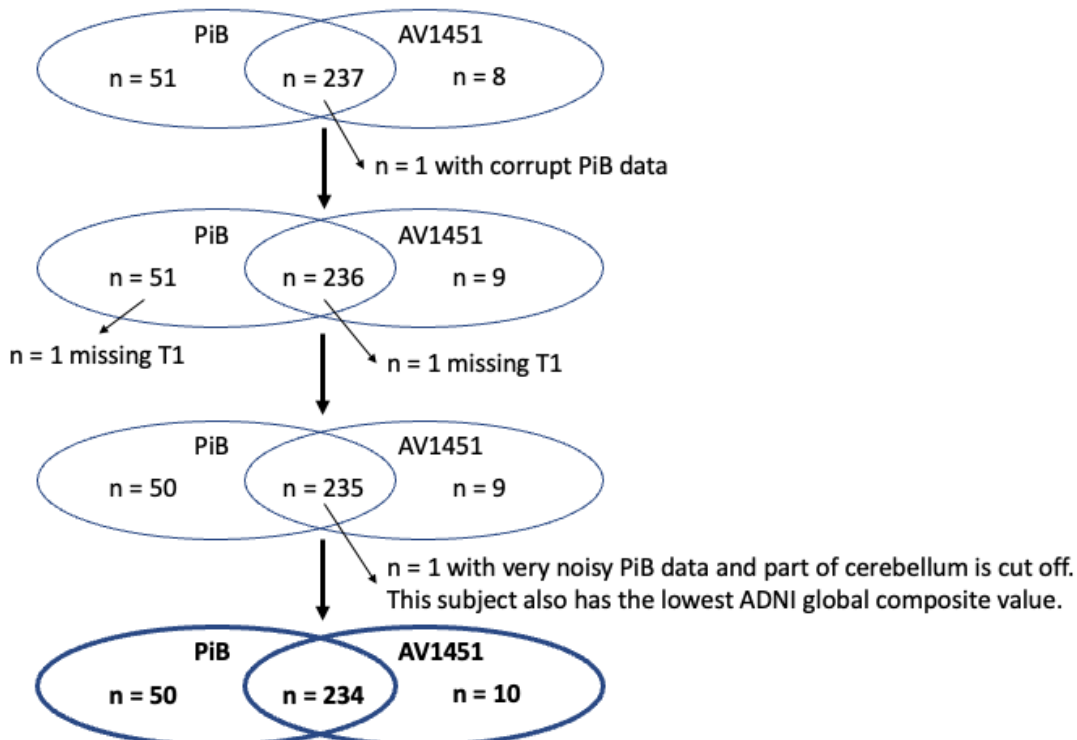 PiB AV1451
n = 51 n = 237 n = 8
n = 1 with corrupt PiB data
PiB AV1451
n = 51 n = 236 n = 9
n = 1 missing T1
n = 1 missing T1
PiB AV1451
n = 50 n = 235 n = 9
n = 1 with very noisy PiB data and part of cerebellum is cut off.
This subject also has the lowest ADNI global composite value.
PiB AV1451
n = 50 n = 234 n = 10